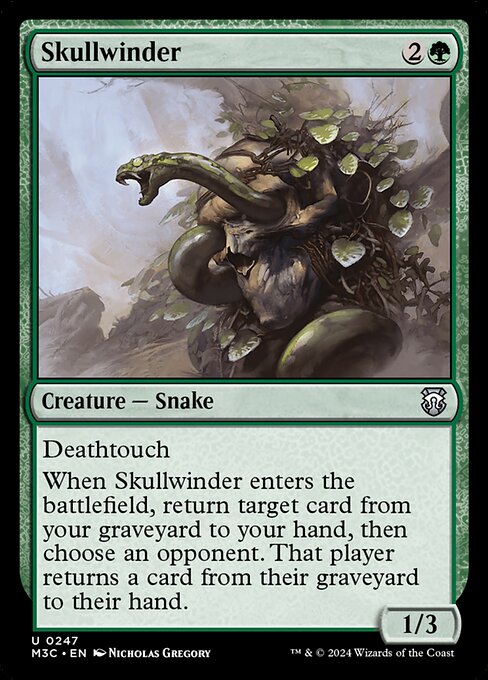 Skullwinder 2
Creature — Snake
Deathtouch
When Skullwinder enters the
battlefield, return target card from
your graveyard to your hand, then
choose an opponent. That player
returns a card from their graveyard
to their hand.
1/3
U 0247
M3C • EN Nicholas Gregory
™ & © 2024 Wizards of the Coast